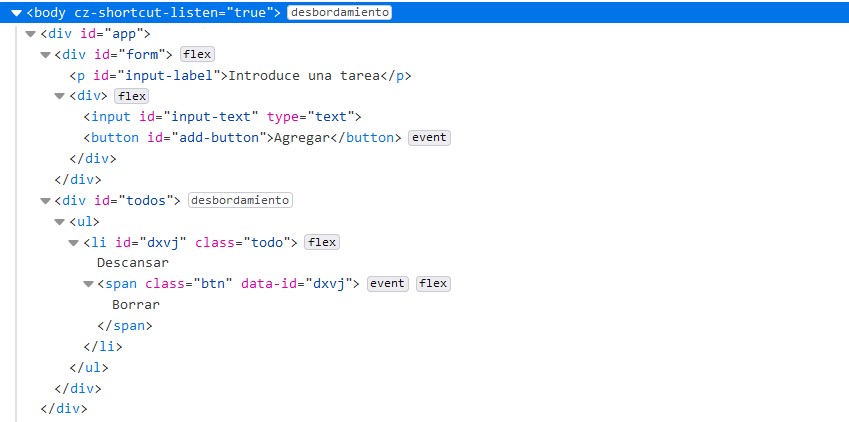 <body cz-shortcut-listen="true"> desbordamiento
<div id="app">
<div id="form"> flex
<p id="input-label">Introduce una tarea</p>
<div> flex
<input id="input-text" type="text">
<button id="add-button">Agregar</button> event
</div>
</div>
<div id="todos"> desbordamiento
<ul>
<li id="dxvj" class="todo"> flex
Descansar
<span class="btn" data-id="dxvj"> event flex
Borrar
</span>
</li>
</ul>
</div>
</div>